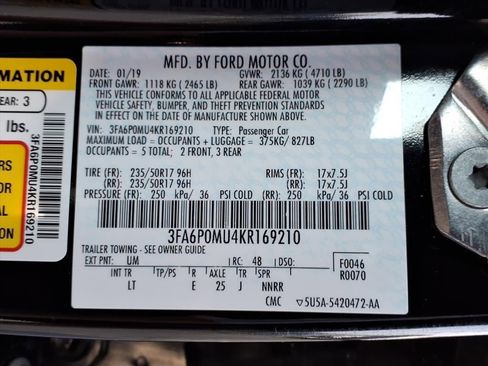 RMATION
EAR: 3
lbs.
ERS
OR
3FA6P0MU4KR169210
MFD. BY FORD MOTOR CO.
DATE: 01/19 GVWR: 2136 KG ( 4710 LB)
FRONT GAWR: 1118 KG ( 2465 LB) REAR GAWR: 1039 KG ( 2290 LB)
THIS VEHICLE CONFORMS TO ALL APPLICABLE FEDERAL MOTOR
VEHICLE SAFETY, BUMPER, AND THEFT PREVENTION STANDARDS
IN EFFECT ON THE DATE OF MANUFACTURE SHOWN ABOVE.
VIN: 3FA6P0MU4KR169210 TYPE: Passenger Car
MAXIMUM LOAD = OCCUPANTS + LUGGAGE = 375KG/ 827LB
OCCUPANTS = 5 TOTAL; 2 FRONT, 3 REAR
TIRE (FR): 235/50R17 96H RIMS (FR): 17x7.5J
TIRE (RR): 235/50R17 96H RIMS (RR): 17x7.5J
PRESSURE (FR): 250 kPa/ 36 PSI COLD (RR): 250 kPa/ 36 PSI COLD
3FA6P0MU4KR169210
TRAILER TOWING - SEE OWNER GUIDE
EXT PNT: UM RC: 48 DSO: F0046
R0070
INT TR TP/PS R AXLE TR SPR
LT E 25 J NNRR
CMC ▽5U5A-5420472-AA